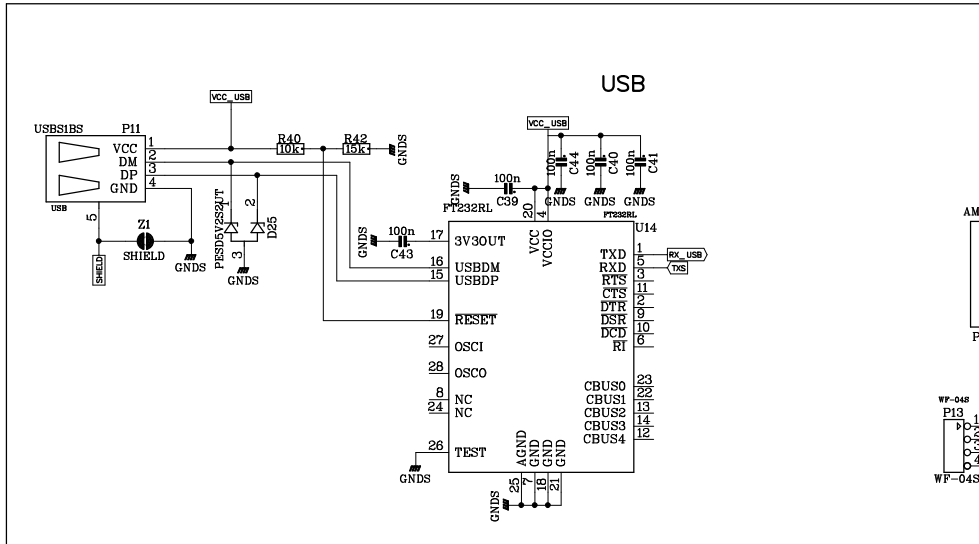 USB
VCC_USB
USBS1BS P11
VCC 1
DM 2
DP 3
GND 4
USB
5
Z1
SHIELD
SHIELD
GNDS
R40
10k
R42
15k
GNDS
PESD5V2S2UT
1
2
D25
3
GNDS
VCC_USB
100n
C44
100n
C40
100n
C41
GNDS GNDS GNDS
GNDS
100n
C39
20
4
FT232RL
FT232RL
U14
GNDS
100n
C43
VCC
VCCIO
17 3V3OUT
16 USBDM
15 USBDP
19 RESET
27 OSCI
28 OSCO
8 NC
24 NC
26 TEST
GNDS
TXD 1 RX_USB
RXD 5 TXS
RTS 3
CTS 11
DTR 2
DSR 9
DCD 10
RI 6
CBUS0 23
CBUS1 22
CBUS2 13
CBUS3 14
CBUS4 12
AGND
GND
GND
GND
25
7
18
21
GNDS
AM
P
WF-04S
P13
1
2
3
4
WF-04S